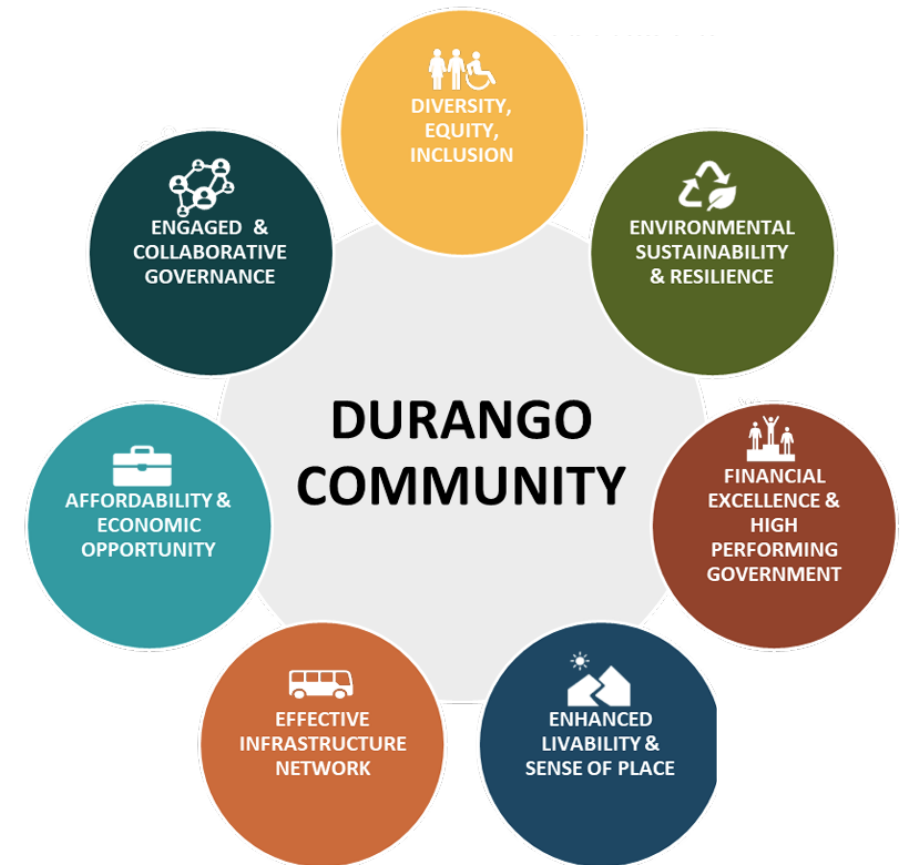 DIVERSITY,
EQUITY,
INCLUSION
ENVIRONMENTAL
SUSTAINABILITY
& RESILIENCE
FINANCIAL
EXCELLENCE &
HIGH
PERFORMING
GOVERNMENT
ENHANCED
LIVABILITY &
SENSE OF PLACE
EFFECTIVE
INFRASTRUCTURE
NETWORK
AFFORDABILITY &
ECONOMIC
OPPORTUNITY
ENGAGED &
COLLABORATIVE
GOVERNANCE
DURANGO
COMMUNITY